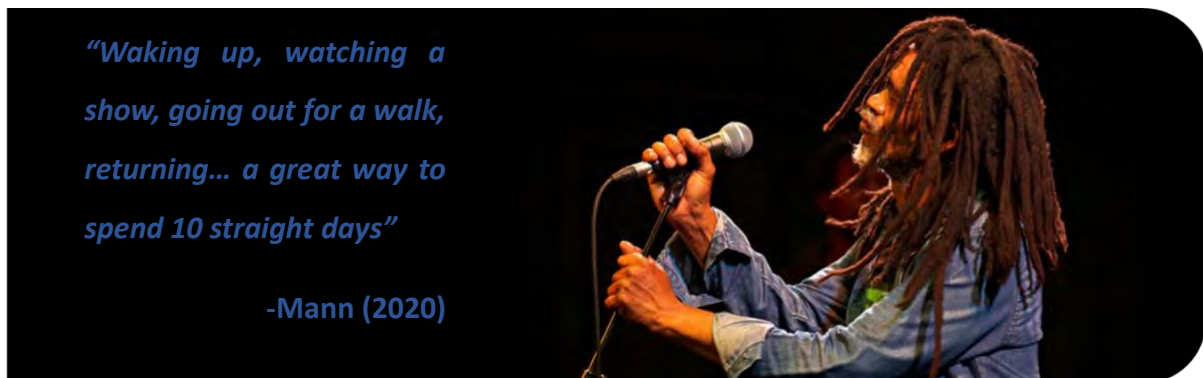 “Waking up, watching a
show, going out for a walk,
returning… a great way to
spend 10 straight days”
-Mann (2020)